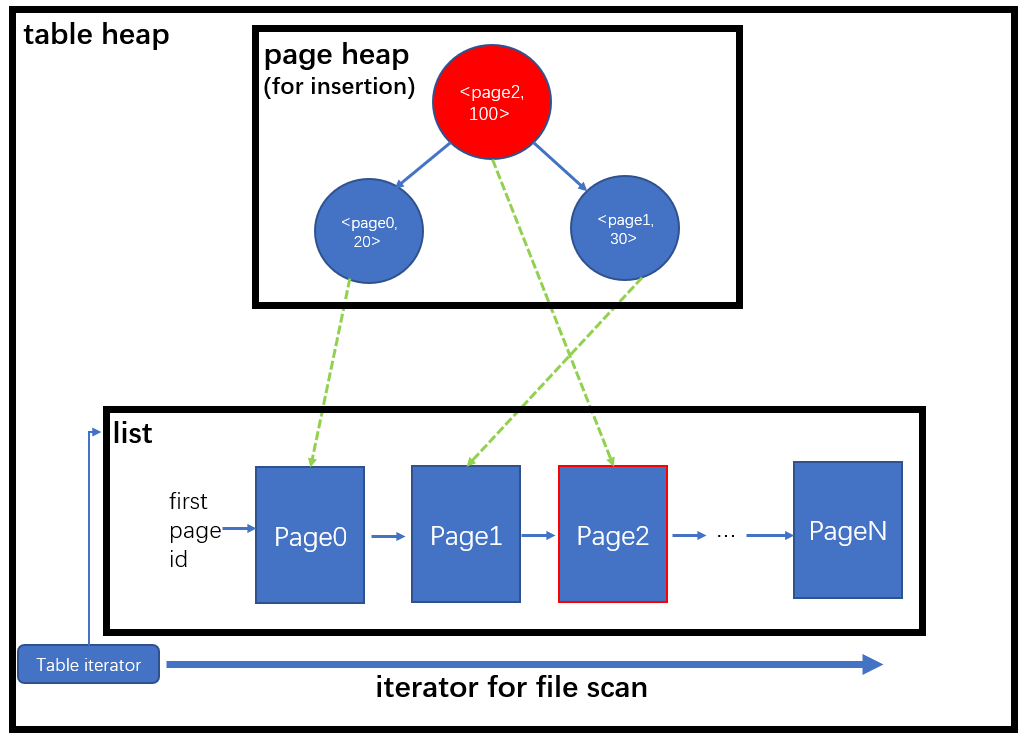 table heap
page heap
(for insertion)
<page2,
100>
<page0,
20>
<page1,
30>
list
first
page
id
Page0
Page1
Page2
...
PageN
Table iterator
iterator for file scan